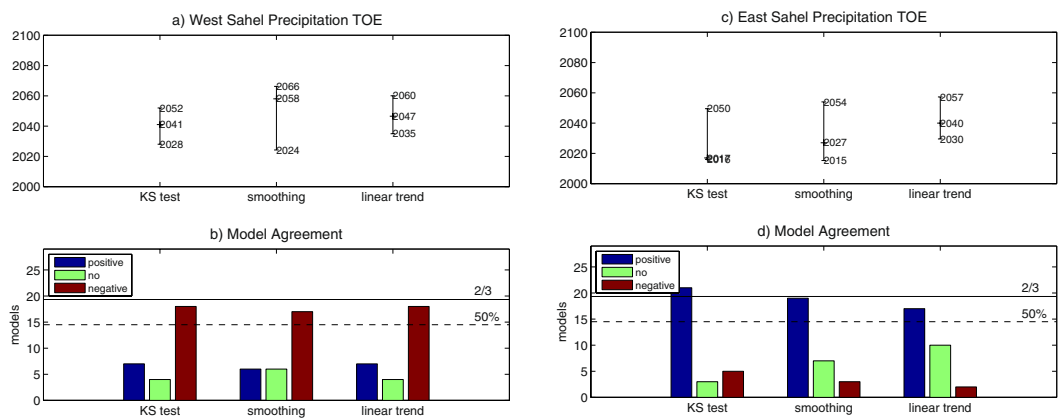 a) West Sahel Precipitation TOE
2100
2080
2060
2040
2020
2000
2052
2041
2028
2066
2058
2024
2060
2047
2035
KS test
smoothing
linear trend
c) East Sahel Precipitation TOE
2100
2080
2060
2040
2020
2000
2050
2017
2016
2054
2027
2015
2057
2040
2030
KS test
smoothing
linear trend
b) Model Agreement
models
25
20
15
10
5
0
positive
no
negative
2/3
50%
KS test
smoothing
linear trend
d) Model Agreement
models
25
20
15
10
5
0
positive
no
negative
2/3
50%
KS test
smoothing
linear trend